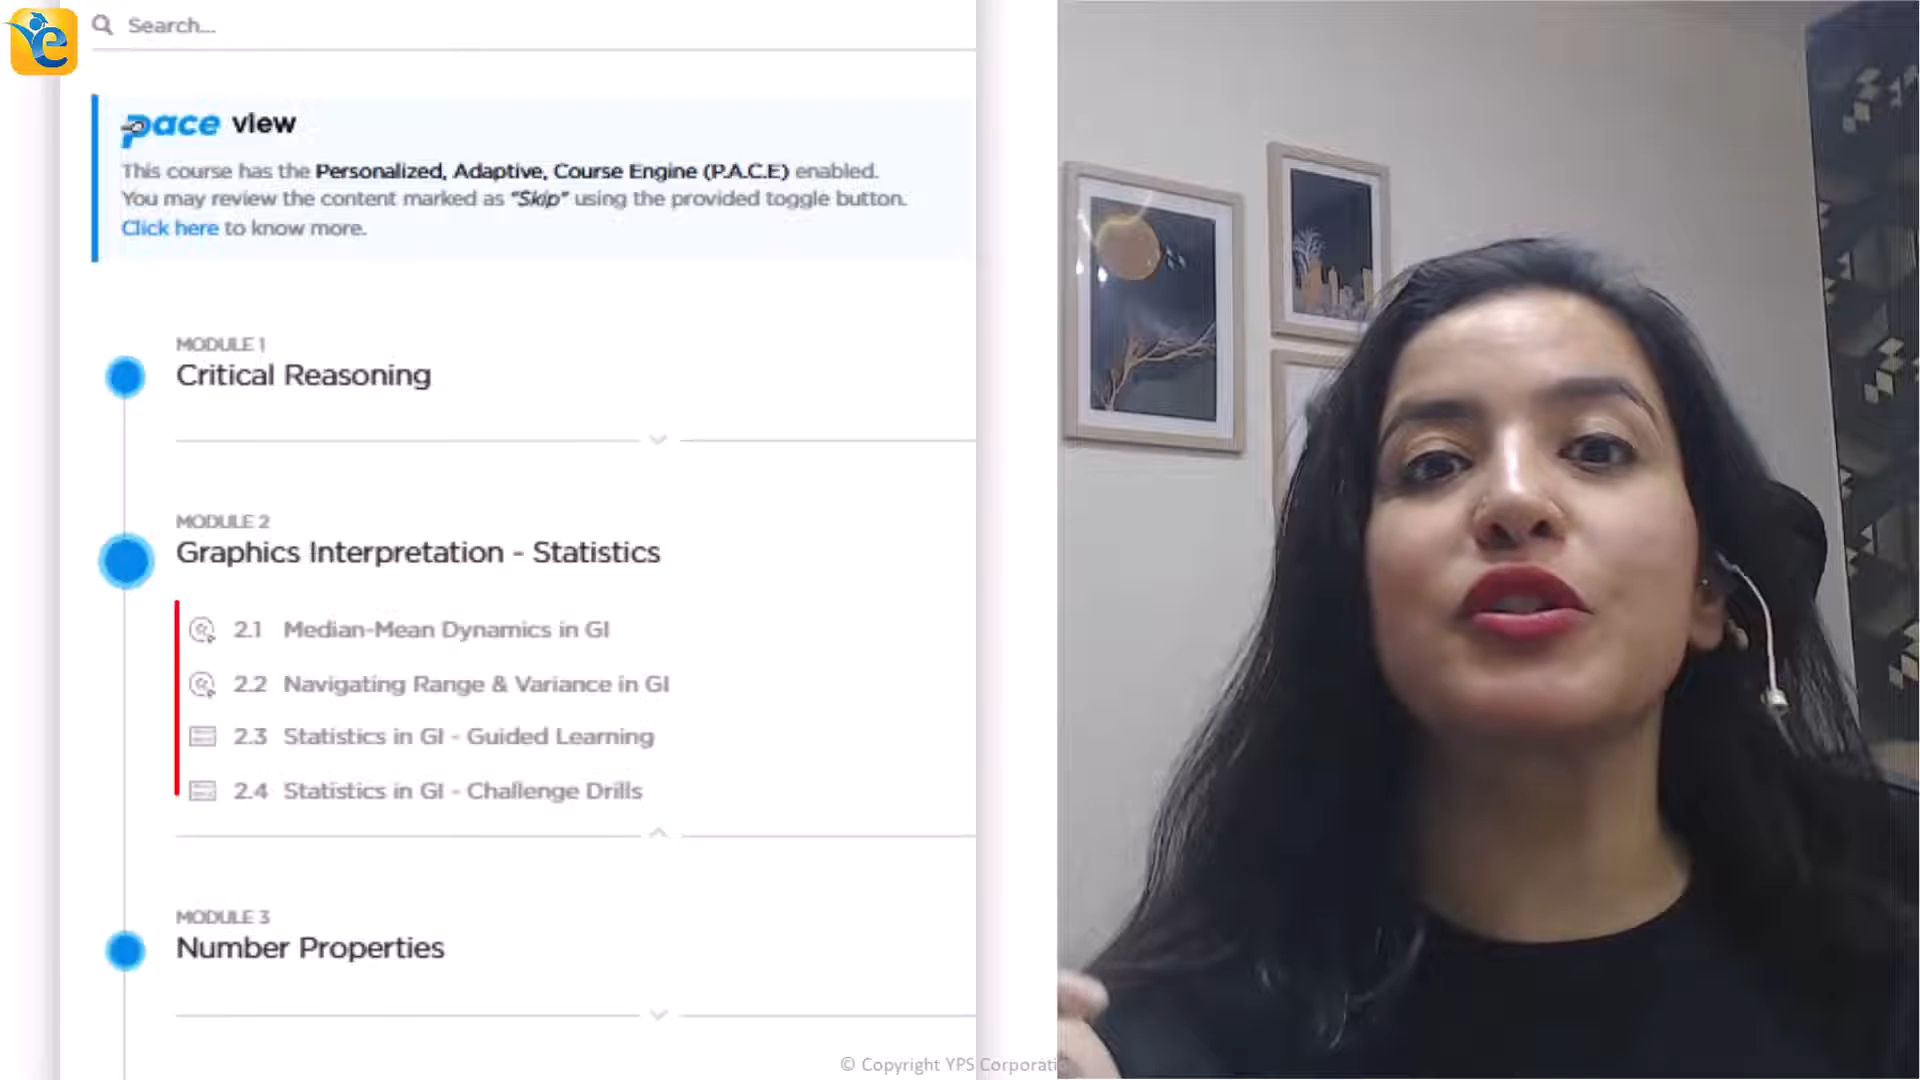 Search...
pace view
This course has the Personalized, Adaptive, Course Engine (P.A.C.E) enabled.
You may review the content marked as "Skip" using the provided toggle button.
Click here to know more.
MODULE 1
Critical Reasoning
MODULE 2
Graphics Interpretation - Statistics
2.1 Median-Mean Dynamics in GI
2.2 Navigating Range & Variance in GI
2.3 Statistics in GI - Guided Learning
2.4 Statistics in GI - Challenge Drills
MODULE 3
Number Properties
© Copyright YPS Corporati